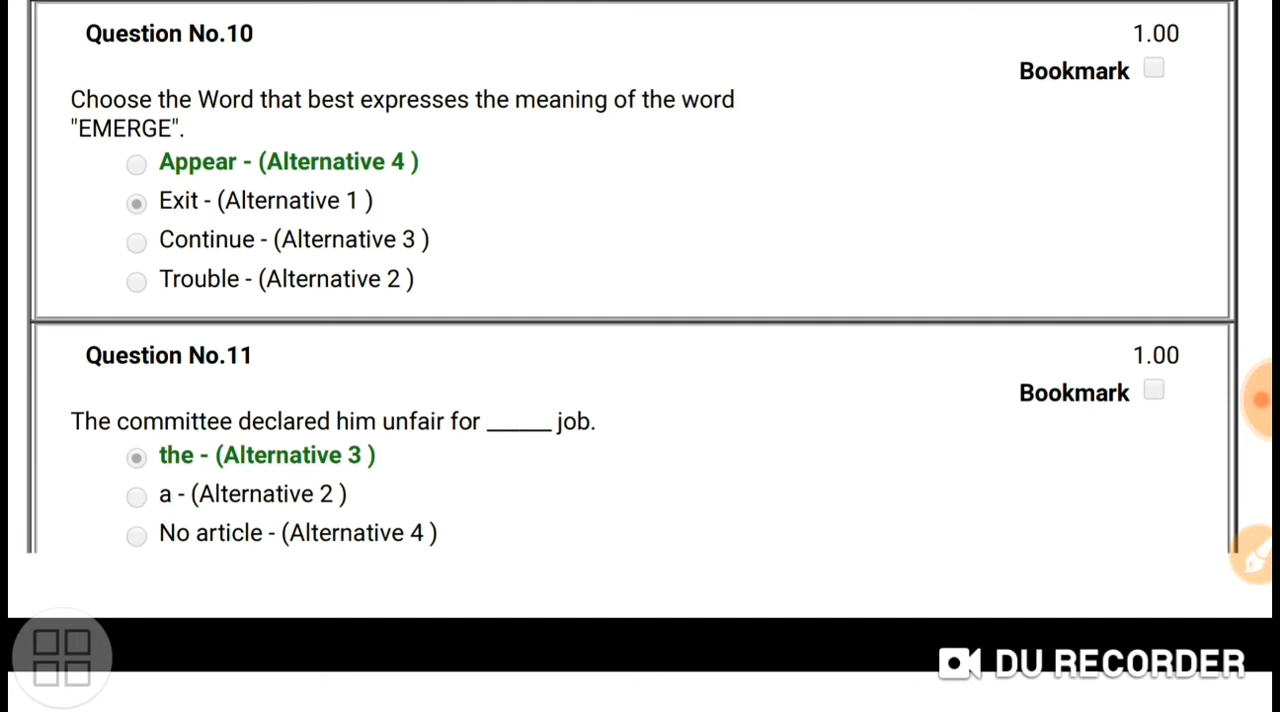 Question No.10
1.00
Bookmark
Choose the Word that best expresses the meaning of the word
"EMERGE".
Appear - (Alternative 4 )
Exit - (Alternative 1 )
Continue - (Alternative 3 )
Trouble - (Alternative 2 )
Question No.11
1.00
Bookmark
The committee declared him unfair for _____ job.
the - (Alternative 3 )
a - (Alternative 2 )
No article - (Alternative 4 )
DU RECORDER